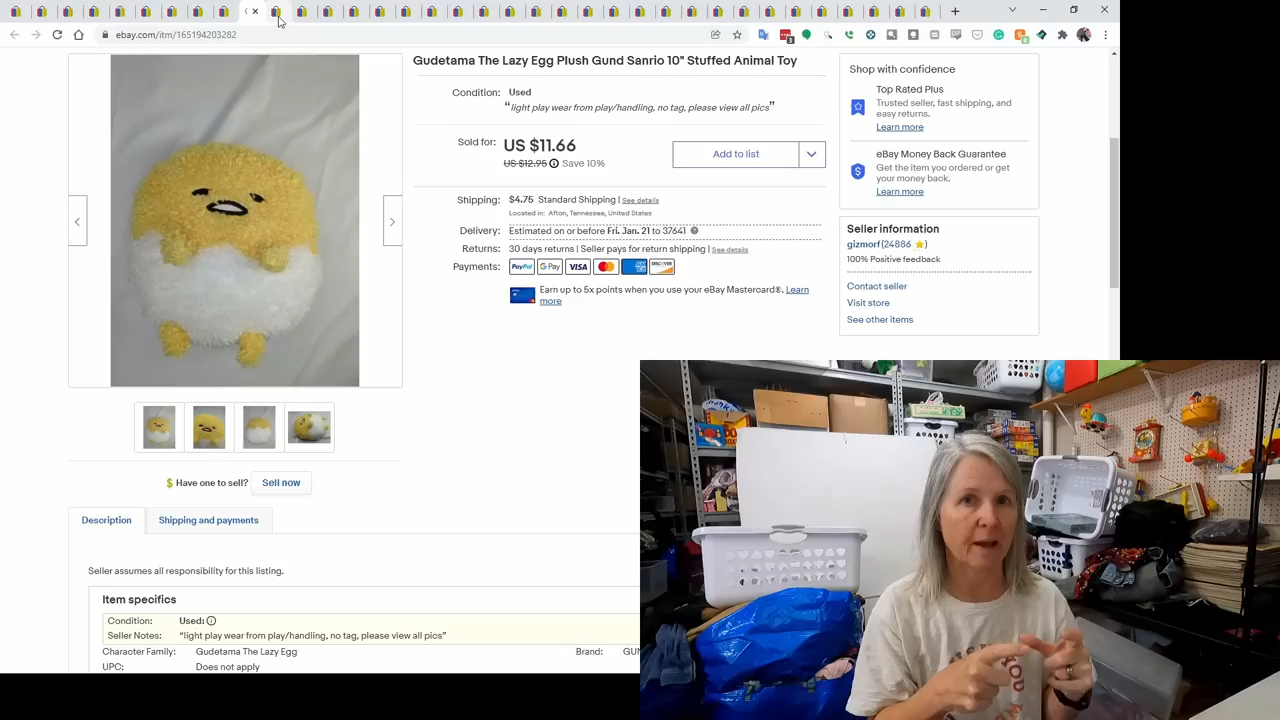 ebay.com/itm/165194203282
Gudetama The Lazy Egg Plush Gund Sanrio 10" Stuffed Animal Toy
Condition: Used
"light play wear from play/handling, no tag, please view all pics"
Sold for: US $11.66
US $12.95 Save 10%
Add to list
Shipping: $4.75 Standard Shipping | See details
Located in: Afton, Tennessee, United States
Delivery: Estimated on or before Fri. Jan. 21 to 37641
Returns: 30 days returns | Seller pays for return shipping | See details
Payments: PayPal G Pay VISA DISCOVER
Earn up to 5x points when you use your eBay Mastercard®. Learn
more
Shop with confidence
Top Rated Plus
Trusted seller, fast shipping, and
easy returns.
Learn more
eBay Money Back Guarantee
Get the item you ordered or get
your money back.
Learn more
Seller information
gizmorf (24886)
100% Positive feedback
Contact seller
Visit store
See other items
Have one to sell? Sell now
Description Shipping and payments
Seller assumes all responsibility for this listing.
Item specifics
Condition: Used:
Seller Notes: "light play wear from play/handling, no tag, please view all pics"
Character Family: Gudetama The Lazy Egg Brand: GUN
UPC: Does not apply